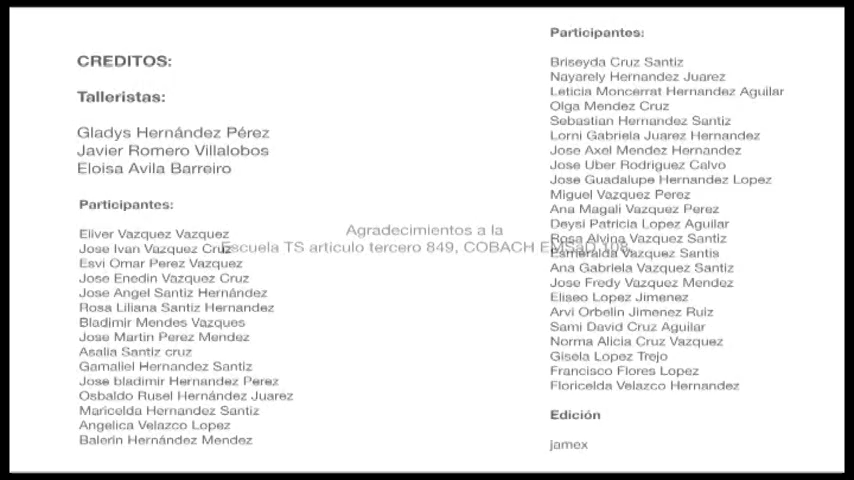 CREDITOS:
Talleristas:
Gladys Hernández Pérez
Javier Romero Villalobos
Eloisa Avila Barreiro
Participantes:
Eliver Vazquez Vazquez
Jose Ivan Vazquez Cruz
Esvi Omar Perez Vazquez
Jose Enedin Vazquez Cruz
Jose Angel Santiz Hernández
Rosa Liliana Santiz Hernandez
Bladimir Mendes Vazques
Jose Martin Perez Mendez
Asalia Santiz cruz
Gamaliel Hernandez Santiz
Jose bladimir Hernandez Perez
Osbaldo Rusel Hernández Juarez
Maricelda Hernandez Santiz
Angelica Velazco Lopez
Balerin Hernández Mendez
Agradecimientos a la
Escuela TS articulo tercero 849, COBACH EMSaD 108
Participantes:
Briseyda Cruz Santiz
Nayarely Hernandez Juarez
Leticia Moncerrat Hernandez Aguilar
Olga Mendez Cruz
Sebastian Hernandez Santiz
Lorni Gabriela Juarez Hernandez
Jose Axel Mendez Hernandez
Jose Uber Rodriguez Calvo
Jose Guadalupe Hernandez Lopez
Miguel Vazquez Perez
Ana Magali Vazquez Perez
Deysi Patricia Lopez Aguilar
Rosa Alvina Vazquez Santiz
Esmeralda Vazquez Santis
Ana Gabriela Vazquez Santiz
Jose Fredy Vazquez Mendez
Eliseo Lopez Jimenez
Arvi Orbelin Jimenez Ruiz
Sami David Cruz Aguilar
Norma Alicia Cruz Vazquez
Gisela Lopez Trejo
Francisco Flores Lopez
Floricelda Velazco Hernandez
Edición
jamex